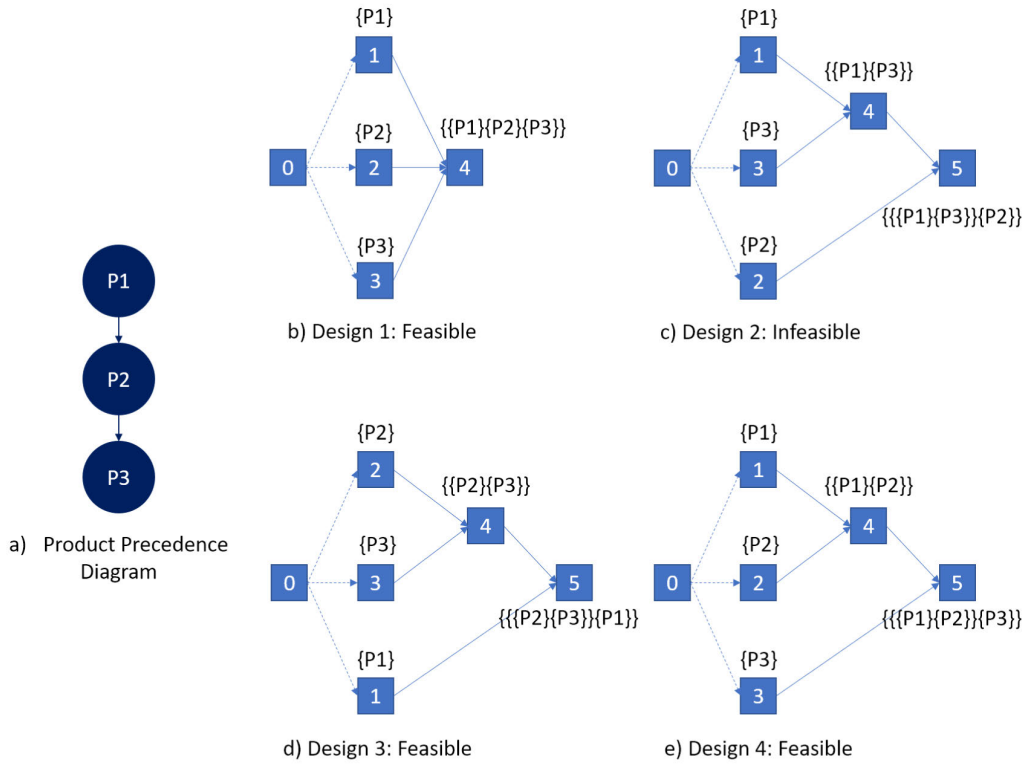 P1
P2
P3
a) Product Precedence
Diagram
{P1}
1
{P2}
0
2
{P3}
3
4
{{P1}{P2}{P3}}
b) Design 1: Feasible
{P1}
1
{{P1}{P3}}
4
{P3}
0
3
5
{{{P1}{P3}}{P2}}
{P2}
2
c) Design 2: Infeasible
{P2}
2
{{P2}{P3}}
4
{P3}
0
3
5
{{{P2}{P3}}{P1}}
{P1}
1
d) Design 3: Feasible
{P1}
1
{{P1}{P2}}
4
{P2}
0
2
5
{{{P1}{P2}}{P3}}
{P3}
3
e) Design 4: Feasible